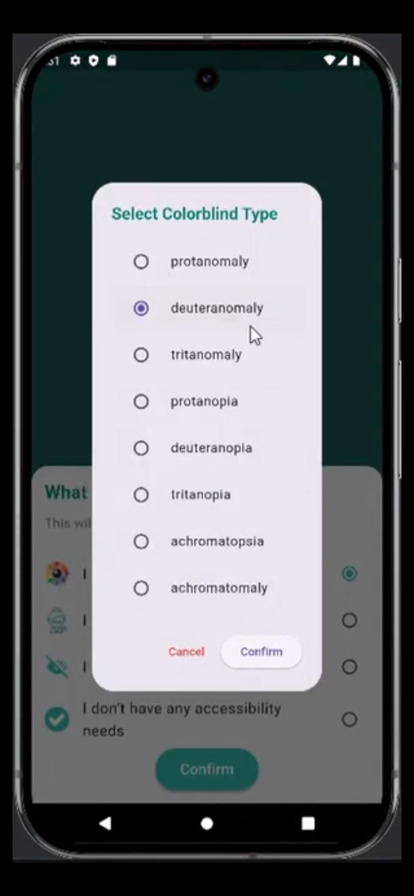 Select Colorblind Type
protanomaly
deuteranomaly
tritanomaly
protanopia
deuteranopia
tritanopia
achromatopsia
achromatomaly
Cancel
Confirm
What
This
I
I
I
I don't have any accessibility
needs
Confirm